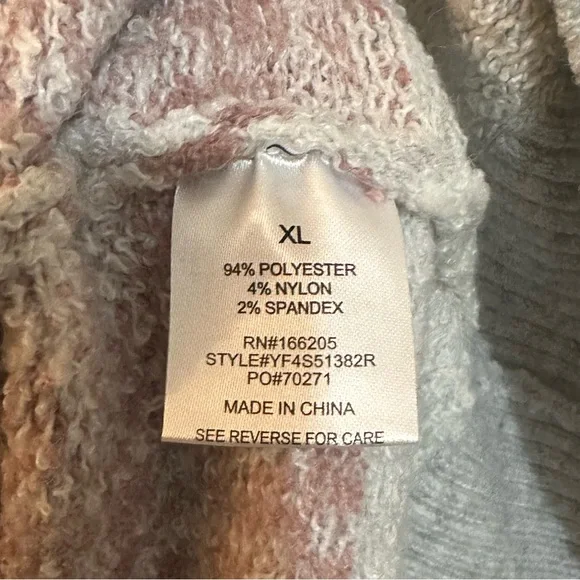 XL
94% POLYESTER
4% NYLON
2% SPANDEX
RN#166205
STYLE#YF4S51382R
PO#70271
MADE IN CHINA
SEE REVERSE FOR CARE